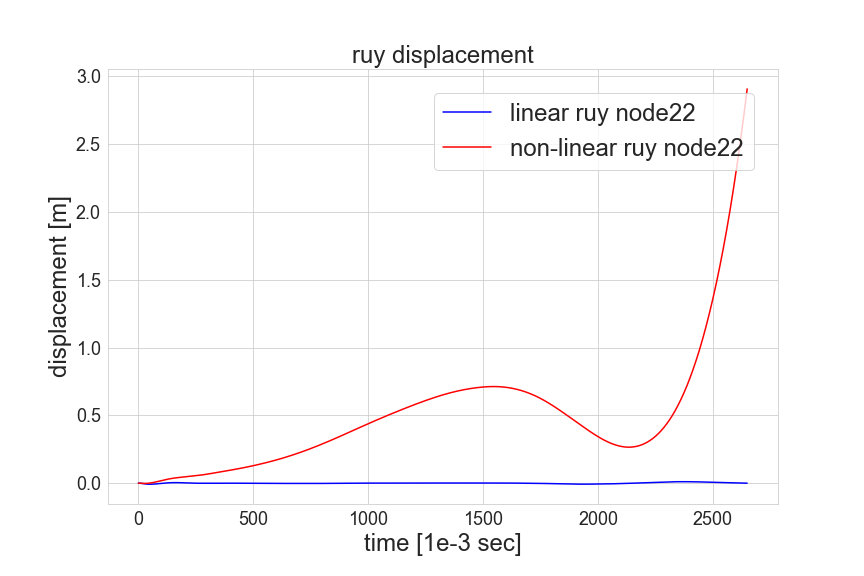 ruy displacement
linear ruy node22
non-linear ruy node22
displacement [m]
3.0
2.5
2.0
1.5
1.0
0.5
0.0
0 500 1000 1500 2000 2500
time [1e-3 sec]